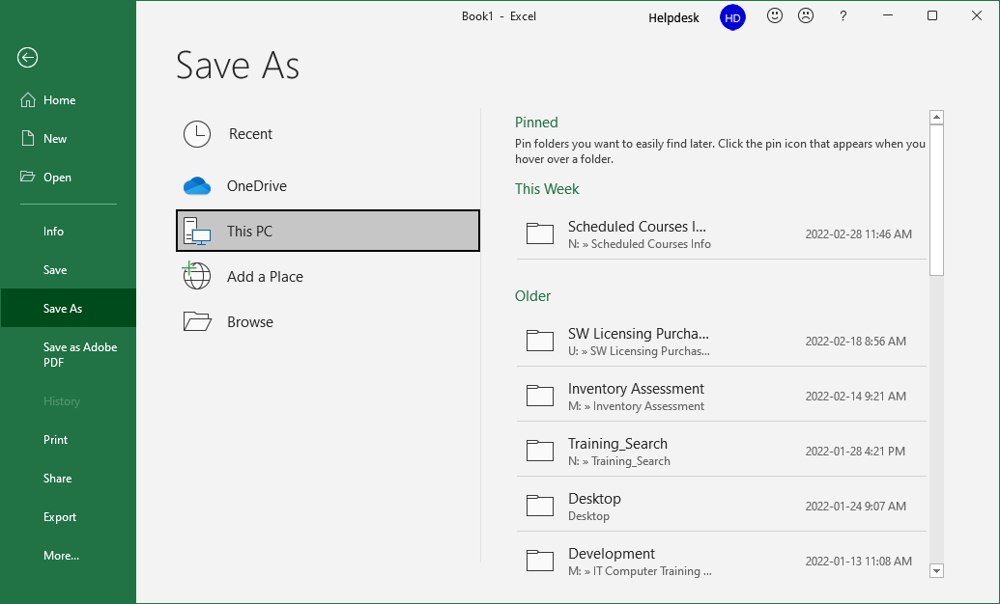 Book1 - Excel
Helpdesk
HD
?
Save As
Home
New
Open
Info
Save
Save As
Save as Adobe
PDF
History
Print
Share
Export
More...
Recent
OneDrive
This PC
Add a Place
Browse
Pinned
Pin folders you want to easily find later. Click the pin icon that appears when you
hover over a folder.
This Week
Scheduled Courses I...
N: » Scheduled Courses Info
2022-02-28 11:46 AM
Older
SW Licensing Purcha...
U: » SW Licensing Purchas...
2022-02-18 8:56 AM
Inventory Assessment
M: » Inventory Assessment
2022-02-14 9:21 AM
Training_Search
N: » Training_Search
2022-01-28 4:21 PM
Desktop
Desktop
2022-01-24 9:07 AM
Development
M: » IT Computer Training ...
2022-01-13 11:08 AM